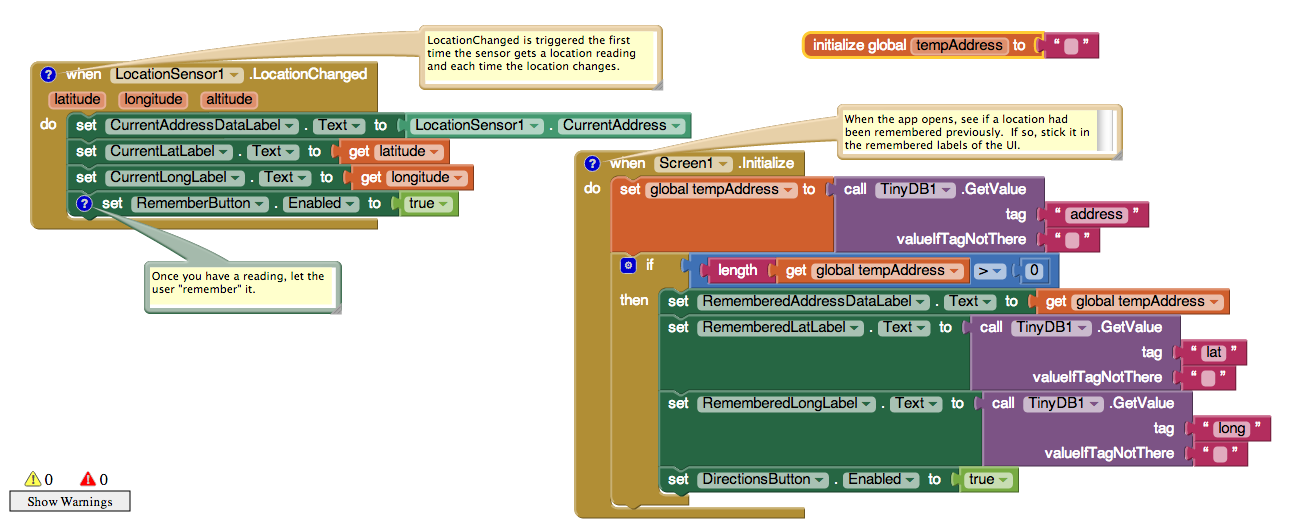 LocationChanged is triggered the first
time the sensor gets a location reading
and each time the location changes.
initialize global tempAddress to “ ”
? when LocationSensor1 .LocationChanged
latitude longitude altitude
do set CurrentAddressDataLabel . Text to LocationSensor1 . CurrentAddress
set CurrentLatLabel . Text to get latitude
set CurrentLongLabel . Text to get longitude
? set RememberButton . Enabled to true
Once you have a reading, let the
user "remember" it.
When the app opens, see if a location had
been remembered previously. If so, stick it in
the remembered labels of the UI.
? when Screen1 .Initialize
do set global tempAddress to call TinyDB1 .GetValue
tag “ address ”
valueIfTagNotThere “ ”
if length get global tempAddress > 0
then set RememberedAddressDataLabel . Text to get global tempAddress
set RememberedLatLabel . Text to call TinyDB1 .GetValue
tag “ lat ”
valueIfTagNotThere “ ”
set RememberedLongLabel . Text to call TinyDB1 .GetValue
tag “ long ”
valueIfTagNotThere “ ”
set DirectionsButton . Enabled to true
0 0
Show Warnings